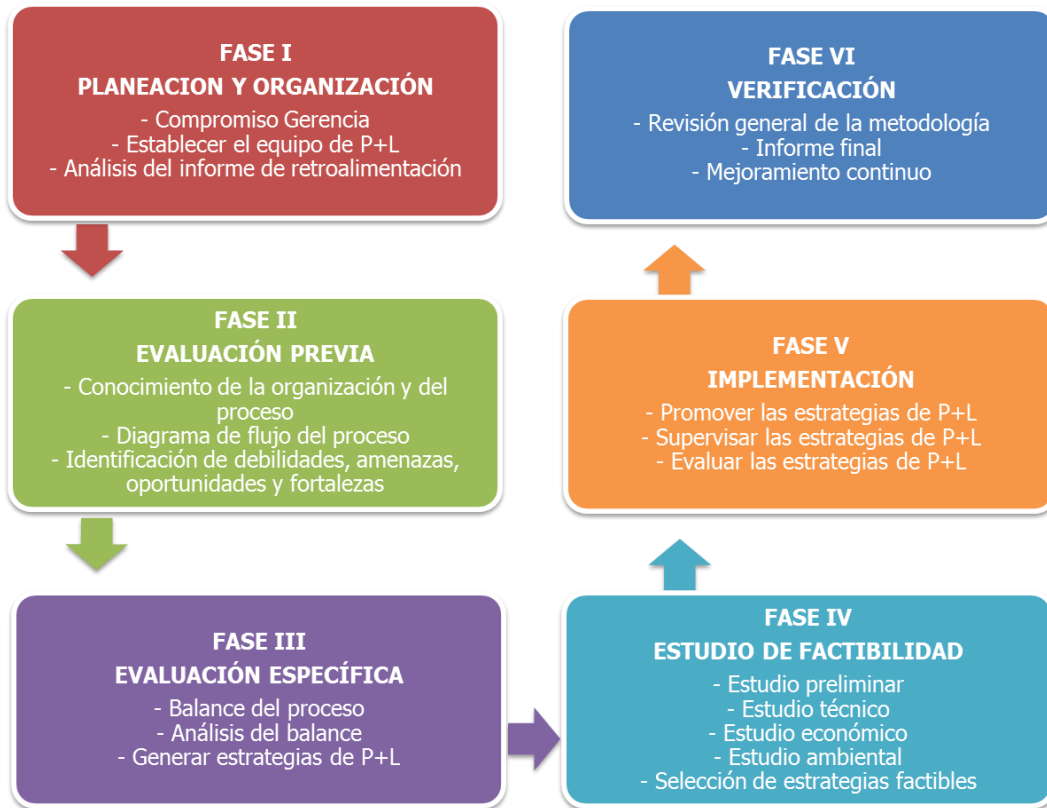 FASE I
PLANEACION Y ORGANIZACIÓN
- Compromiso Gerencia
- Establecer el equipo de P+L
- Análisis del informe de retroalimentación
FASE II
EVALUACIÓN PREVIA
- Conocimiento de la organización y del
proceso
- Diagrama de flujo del proceso
- Identificación de debilidades, amenazas,
oportunidades y fortalezas
FASE III
EVALUACIÓN ESPECÍFICA
- Balance del proceso
- Análisis del balance
- Generar estrategias de P+L
FASE IV
ESTUDIO DE FACTIBILIDAD
- Estudio preliminar
- Estudio técnico
- Estudio económico
- Estudio ambiental
- Selección de estrategias factibles
FASE V
IMPLEMENTACIÓN
- Promover las estrategias de P+L
- Supervisar las estrategias de P+L
- Evaluar las estrategias de P+L
FASE VI
VERIFICACIÓN
- Revisión general de la metodología
- Informe final
- Mejoramiento continuo